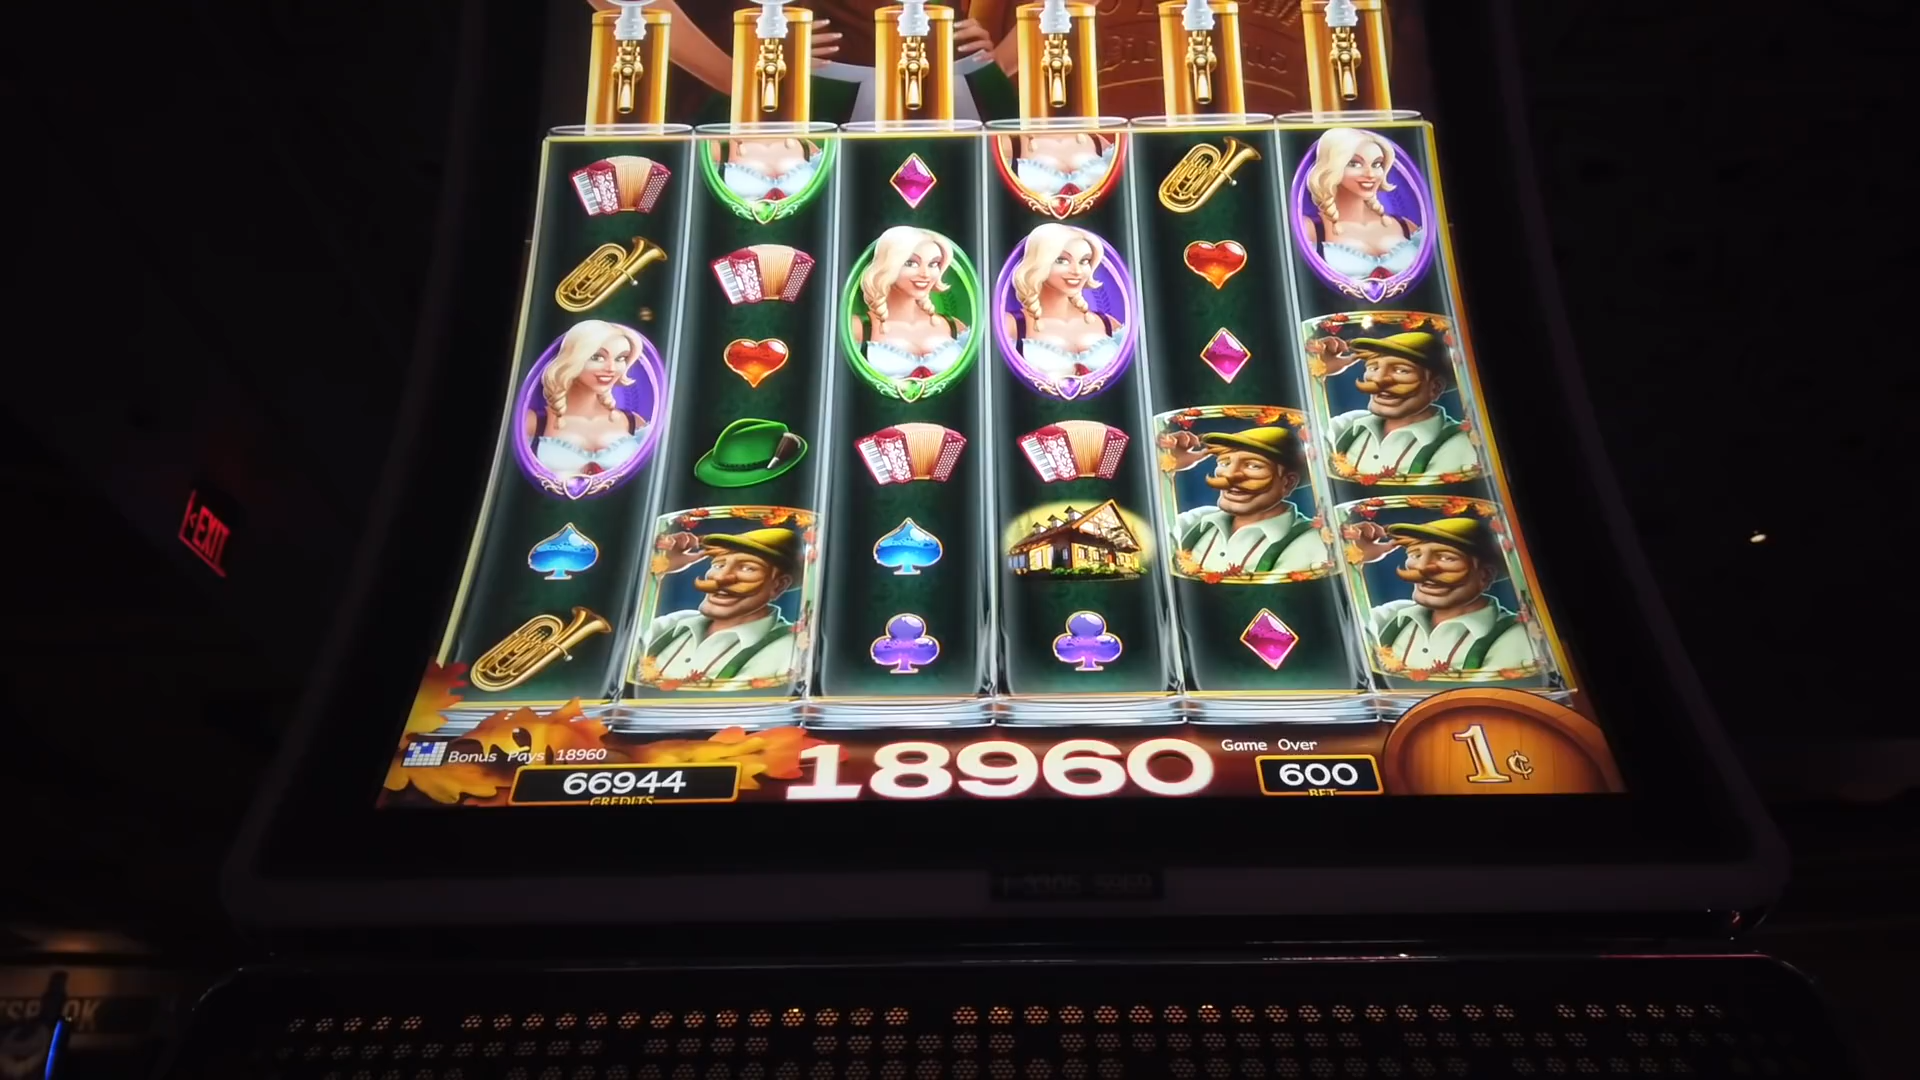 EXIT
Bonus Pays 18960
66944
CREDITS
18960
Game Over
600
BET
1¢